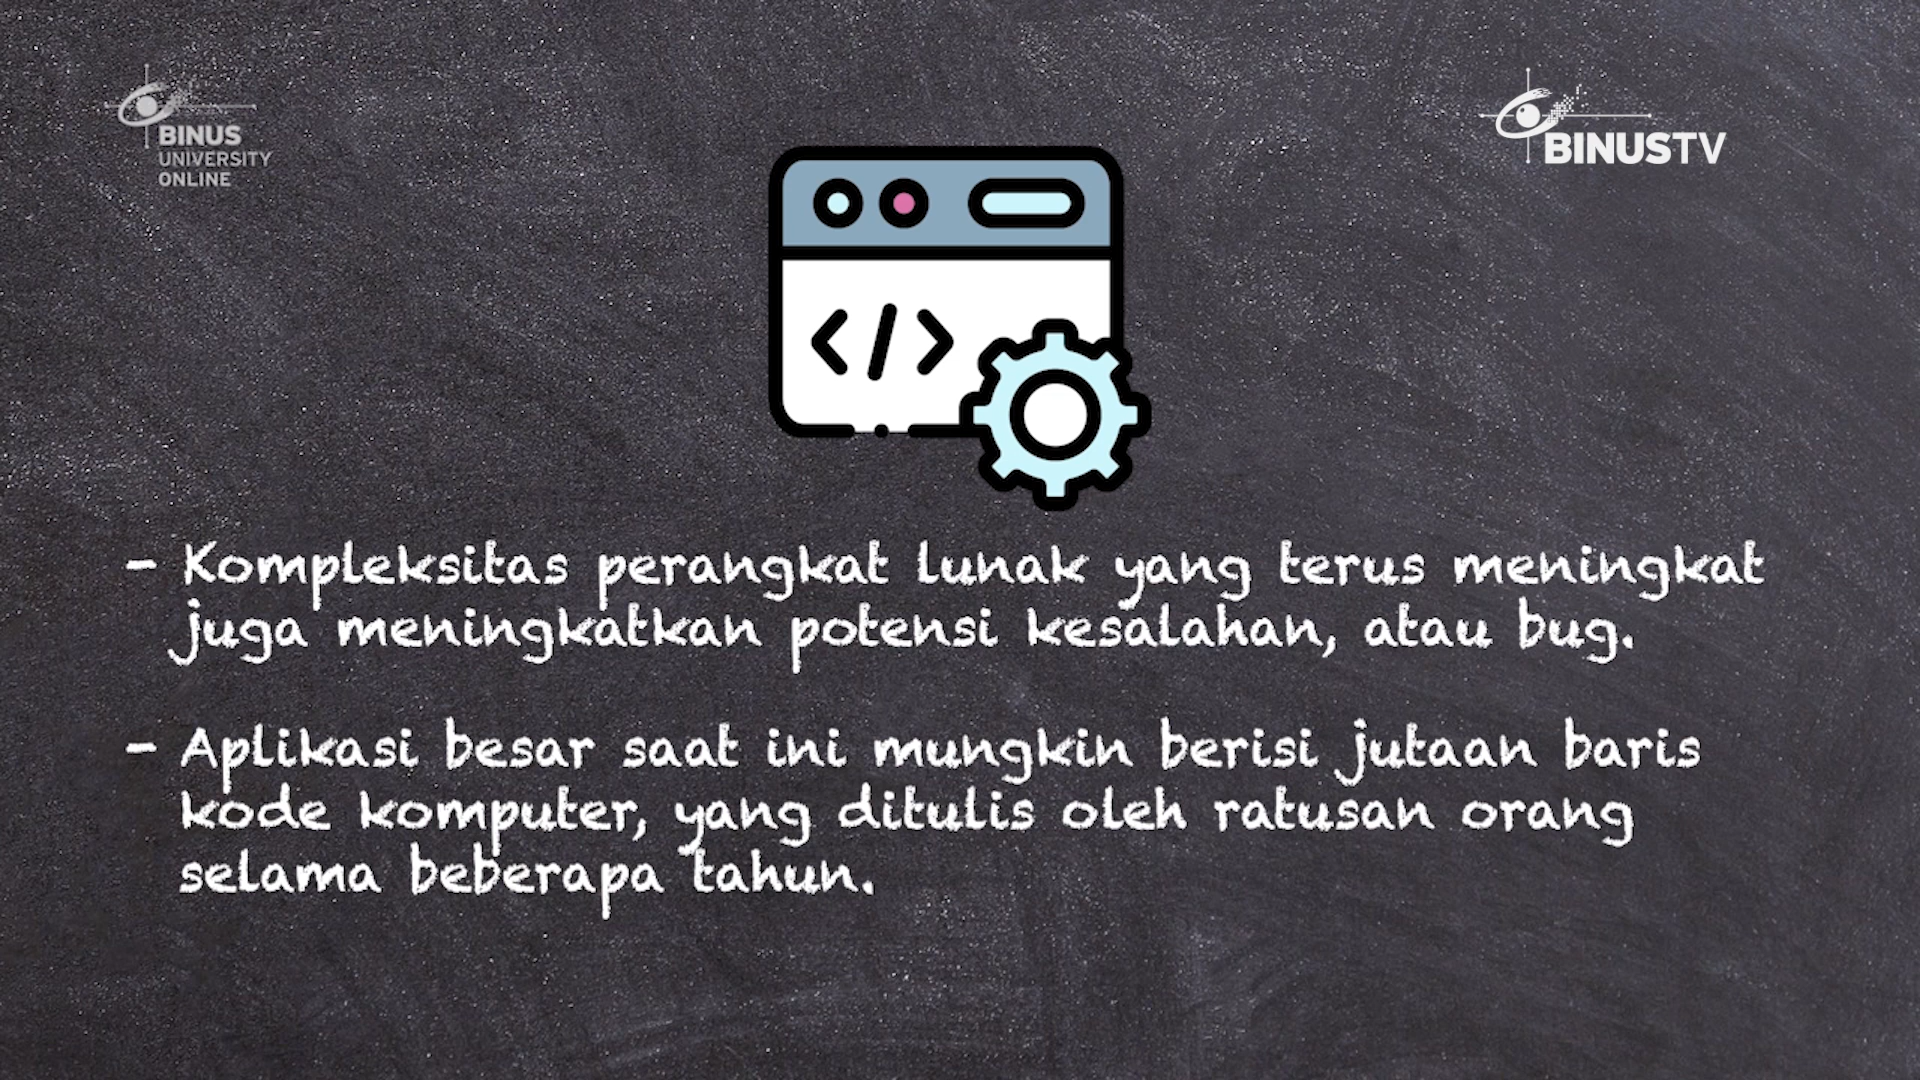 BINUS
UNIVERSITY
ONLINE
BINUSTV
</>
- Kompleksitas perangkat lunak yang terus meningkat
juga meningkatkan potensi kesalahan, atau bug.
- Aplikasi besar saat ini mungkin berisi jutaan baris
kode komputer, yang ditulis oleh ratusan orang
selama beberapa tahun.